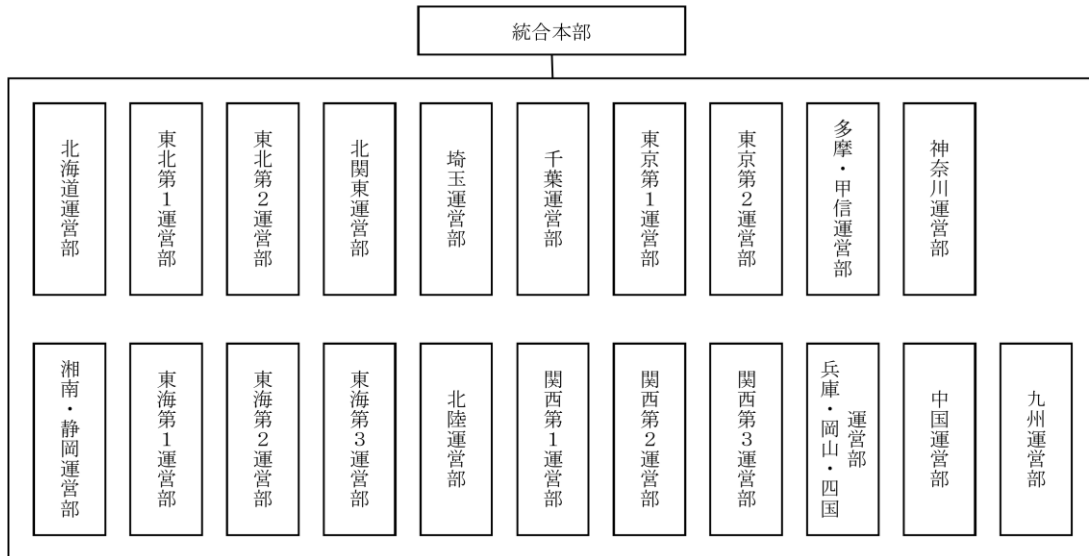 統合本部
北海道運営部
東北第1運営部
東北第2運営部
北関東運営部
埼玉運営部
千葉運営部
東京第1運営部
東京第2運営部
多摩・甲信運営部
神奈川運営部
湘南・静岡運営部
東海第1運営部
東海第2運営部
東海第3運営部
北陸運営部
関西第1運営部
関西第2運営部
関西第3運営部
兵庫・岡山・四国
運営部
中国運営部
九州運営部